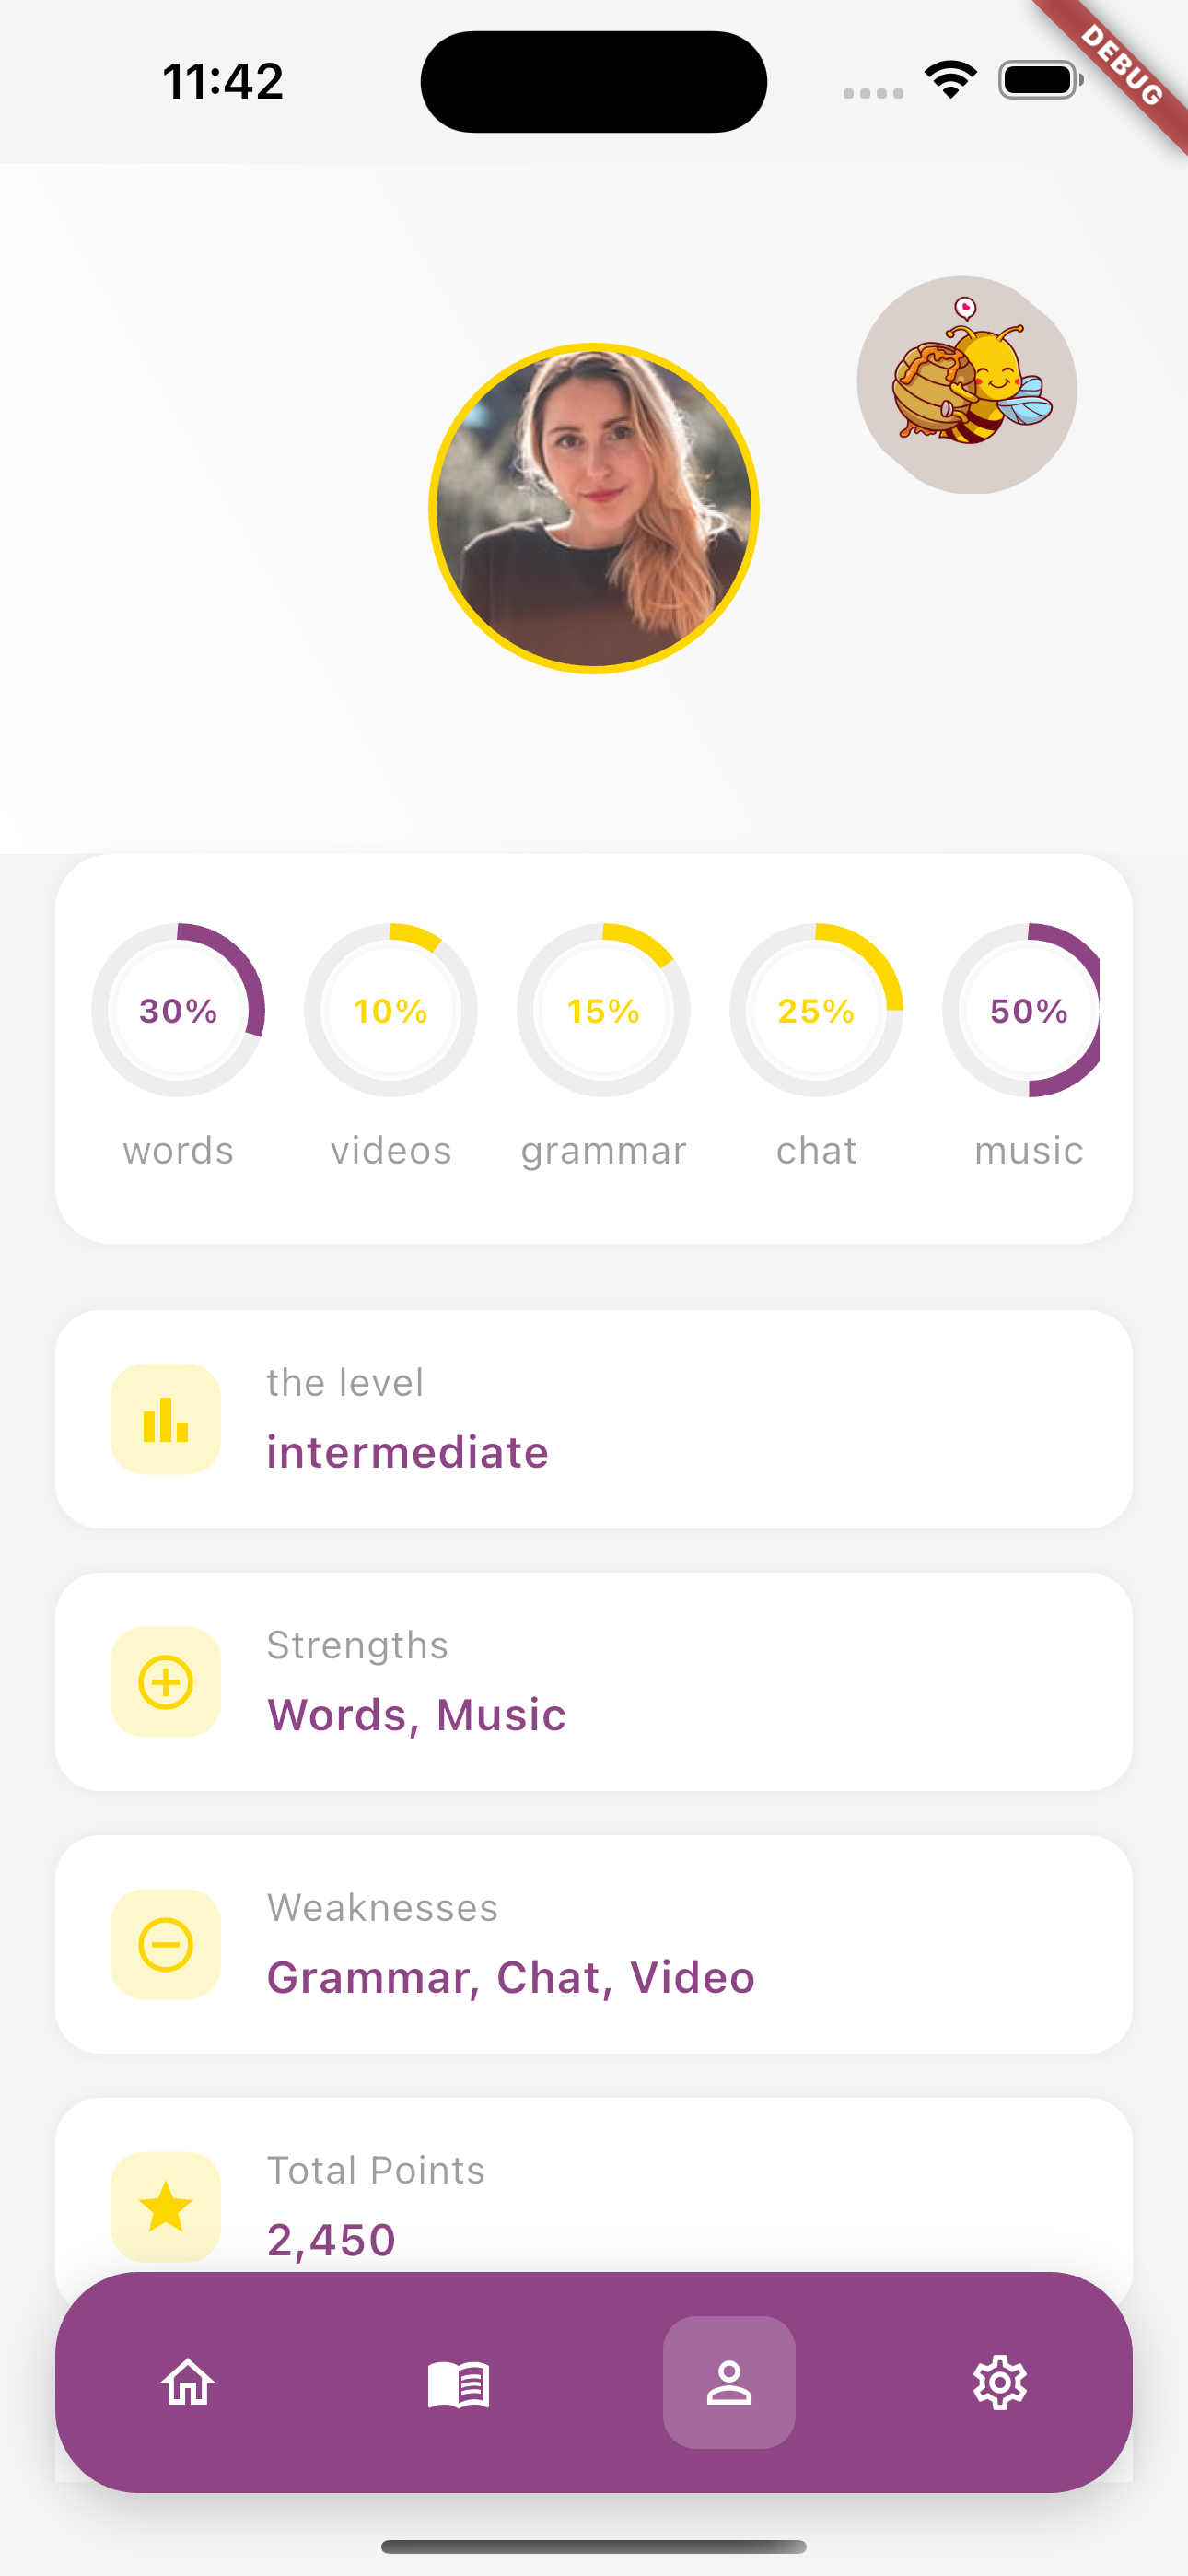 11:42
DEBUG
30% 10% 15% 25% 50%
words videos grammar chat music
the level
intermediate
Strengths
Words, Music
Weaknesses
Grammar, Chat, Video
Total Points
2,450